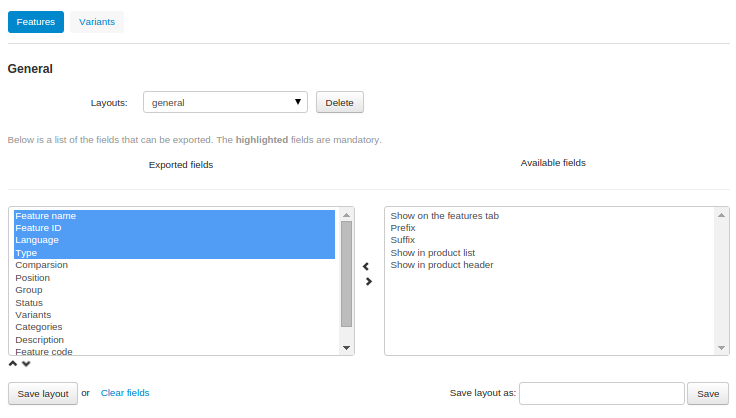 Features Variants
General
Layouts: general Delete
Below is a list of the fields that can be exported. The highlighted fields are mandatory.
Exported fields Available fields
Feature name
Feature ID
Language
Type
Comparsion
Position
Group
Status
Variants
Categories
Description
Feature code
Show on the features tab
Prefix
Suffix
Show in product list
Show in product header
Save layout or Clear fields Save layout as: Save